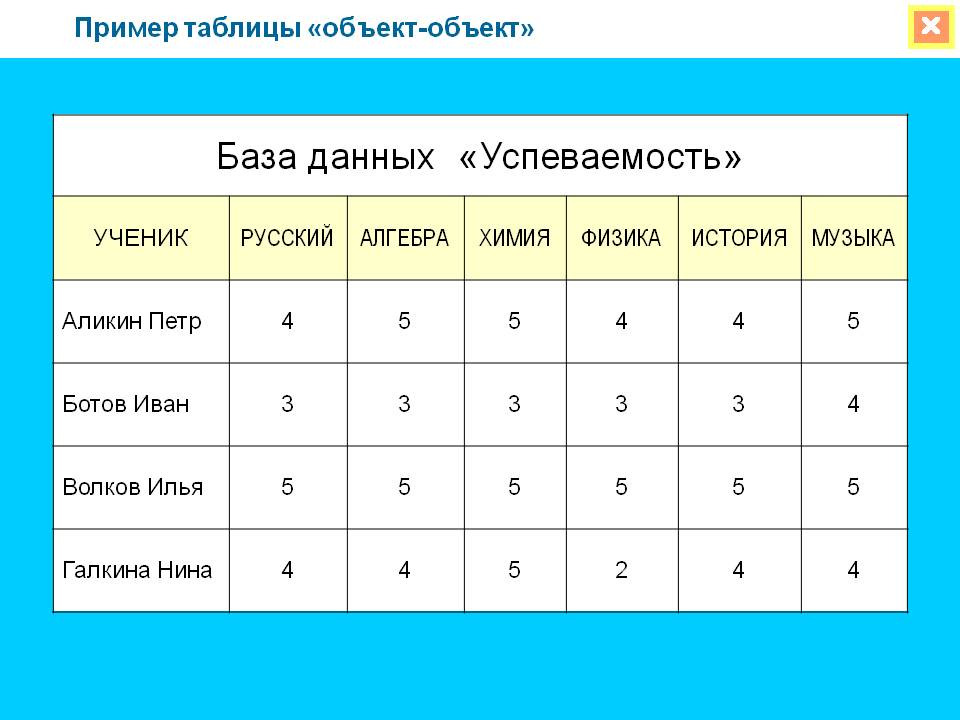 Пример таблицы «объект-объект»
База данных «Успеваемость»
УЧЕНИК РУССКИЙ АЛГЕБРА ХИМИЯ ФИЗИКА ИСТОРИЯ МУЗЫКА
Аликин Петр 4 5 5 4 4 5
Ботов Иван 3 3 3 3 3 4
Волков Илья 5 5 5 5 5 5
Галкина Нина 4 4 5 2 4 4